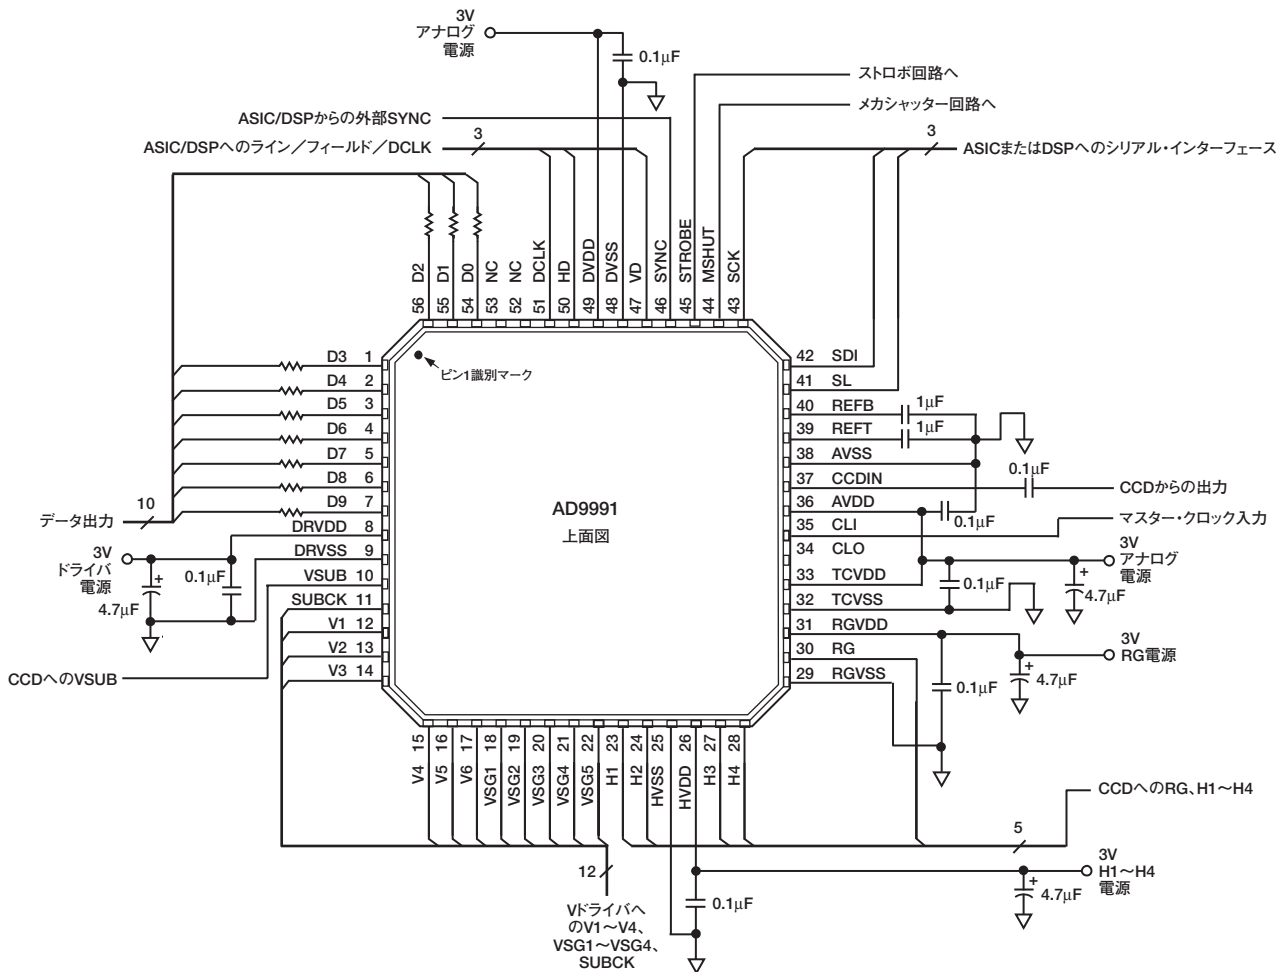 3V
アナログ
電源
0.1μF
ストロボ回路へ
メカシャッター回路へ
ASIC/DSPからの外部SYNC
3
ASIC/DSPへのライン／フィールド／DCLK
3
ASICまたはDSPへのシリアル・インターフェース
56 D2
55 D1
54 D0
53 NC
52 NC
51 DCLK
50 HD
49 DVDD
48 DVSS
47 VD
46 SYNC
45 STROBE
44 MSHUT
43 SCK
ピン1識別マーク
AD9991
上面図
D3 1
D4 2
D5 3
D6 4
D7 5
D8 6
D9 7
DRVDD 8
DRVSS 9
VSUB 10
SUBCK 11
V1 12
V2 13
V3 14
10
データ出力
3V
ドライバ
電源
0.1μF
4.7μF
CCDへのVSUB
42 SDI
41 SL
40 REFB
39 REFT
38 AVSS
37 CCDIN
36 AVDD
35 CLI
34 CLO
33 TCVDD
32 TCVSS
31 RGVDD
30 RG
29 RGVSS
1μF
1μF
0.1μF
CCDからの出力
0.1μF
マスター・クロック入力
3V
アナログ
電源
0.1μF
4.7μF
3V
RG電源
0.1μF
4.7μF
V4 15
V5 16
V6 17
VSG1 18
VSG2 19
VSG3 20
VSG4 21
VSG5 22
H1 23
H2 24
HVSS 25
HVDD 26
H3 27
H4 28
CCDへのRG、H1～H4
5
3V
H1～H4
電源
4.7μF
0.1μF
12
Vドライバへ
のV1～V4、
VSG1～VSG4、
SUBCK